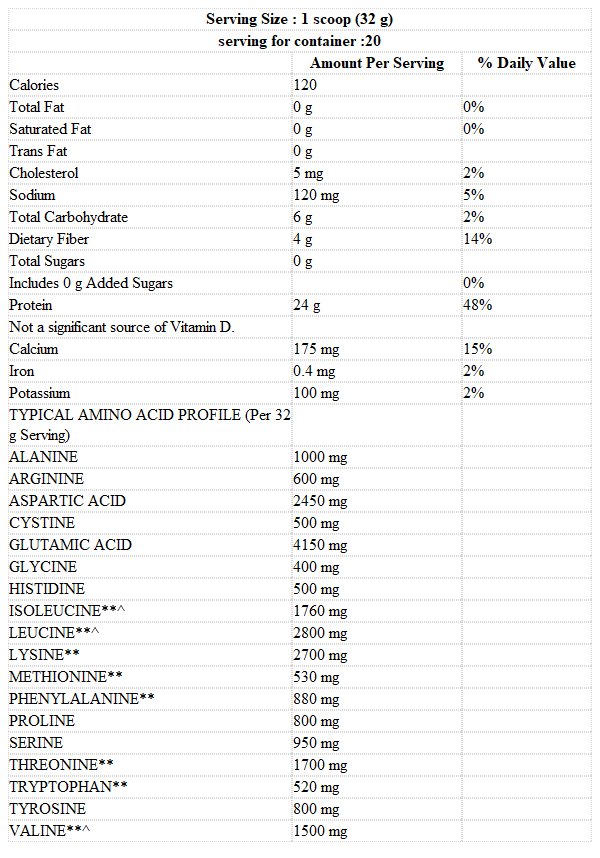 Serving Size : 1 scoop (32 g)
serving for container :20
Amount Per Serving % Daily Value
Calories 120
Total Fat 0 g 0%
Saturated Fat 0 g 0%
Trans Fat 0 g
Cholesterol 5 mg 2%
Sodium 120 mg 5%
Total Carbohydrate 6 g 2%
Dietary Fiber 4 g 14%
Total Sugars 0 g
Includes 0 g Added Sugars 0%
Protein 24 g 48%
Not a significant source of Vitamin D.
Calcium 175 mg 15%
Iron 0.4 mg 2%
Potassium 100 mg 2%
TYPICAL AMINO ACID PROFILE (Per 32
g Serving)
ALANINE 1000 mg
ARGININE 600 mg
ASPARTIC ACID 2450 mg
CYSTINE 500 mg
GLUTAMIC ACID 4150 mg
GLYCINE 400 mg
HISTIDINE 500 mg
ISOLEUCINE**^ 1760 mg
LEUCINE**^ 2800 mg
LYSINE** 2700 mg
METHIONINE** 530 mg
PHENYLALANINE** 880 mg
PROLINE 800 mg
SERINE 950 mg
THREONINE** 1700 mg
TRYPTOPHAN** 520 mg
TYROSINE 800 mg
VALINE**^ 1500 mg